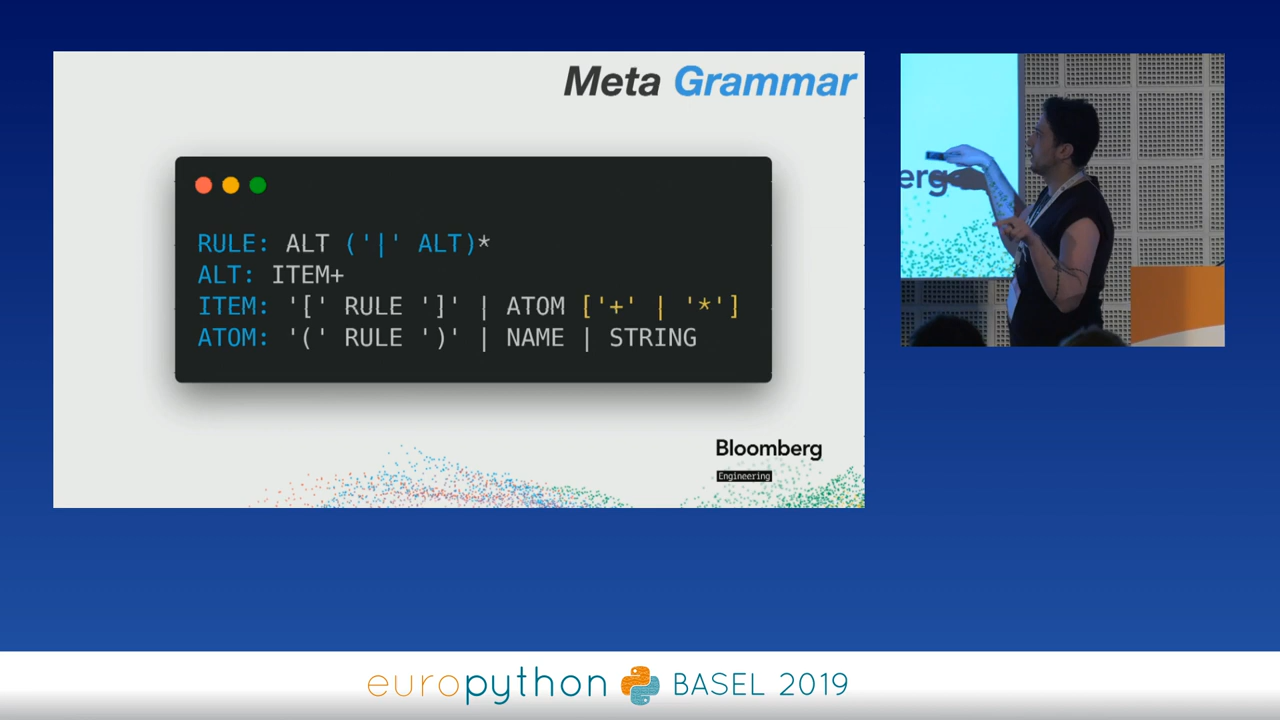 Meta Grammar
RULE: ALT ('|' ALT)*
ALT: ITEM+
ITEM: '[' RULE ']' | ATOM ['+' | '*']
ATOM: '(' RULE ')' | NAME | STRING
Bloomberg
Engineering
erg
europython BASEL 2019